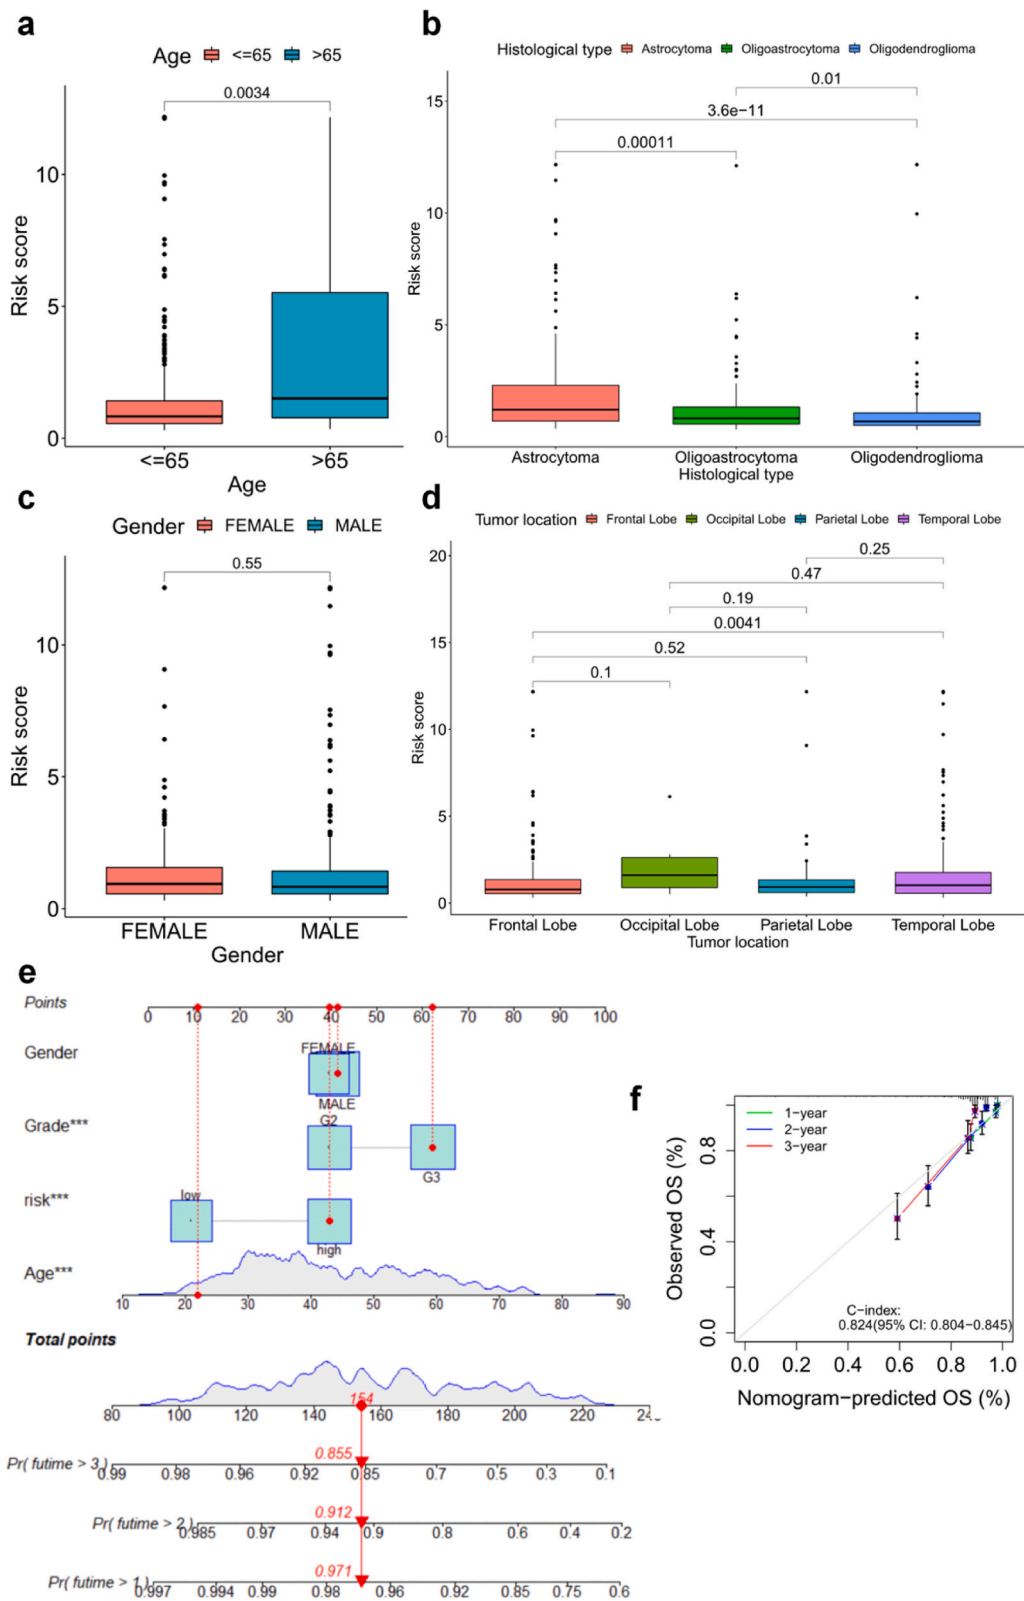 a
Age <=65 >65
0.0034
Risk score
10
5
0
<=65 >65
Age
b
Histological type Astrocytoma Oligoastrocytoma Oligodendroglioma
0.01
3.6e−11
0.00011
Risk score
15
10
5
0
Astrocytoma Oligoastrocytoma Oligodendroglioma
Histological type
c
Gender FEMALE MALE
0.55
Risk score
10
5
0
FEMALE MALE
Gender
d
Tumor location Frontal Lobe Occipital Lobe Parietal Lobe Temporal Lobe
0.25
0.47
0.19
0.0041
0.52
0.1
Risk score
20
15
10
5
0
Frontal Lobe Occipital Lobe Parietal Lobe Temporal Lobe
Tumor location
e
Points
0 10 20 30 40 50 60 70 80 90 100
Gender
FEMALE
MALE
Grade***
G2
G3
risk***
low
high
Age***
10 20 30 40 50 60 70 80 90
Total points
154
80 100 120 140 160 180 200 220
0.855
Pr( futime > 3 )
0.99 0.98 0.96 0.92 0.85 0.7 0.5 0.3 0.1
0.912
Pr( futime > 2 )
0.985 0.97 0.94 0.9 0.8 0.6 0.4 0.2
0.971
Pr( futime > 1 )
0.997 0.994 0.99 0.98 0.96 0.92 0.85 0.75 0.6
f
1−year
2−year
3−year
Observed OS (%)
0.8
0.4
0.0
C−index:
0.824(95% CI: 0.804−0.845)
0.0 0.2 0.4 0.6 0.8 1.0
Nomogram−predicted OS (%)